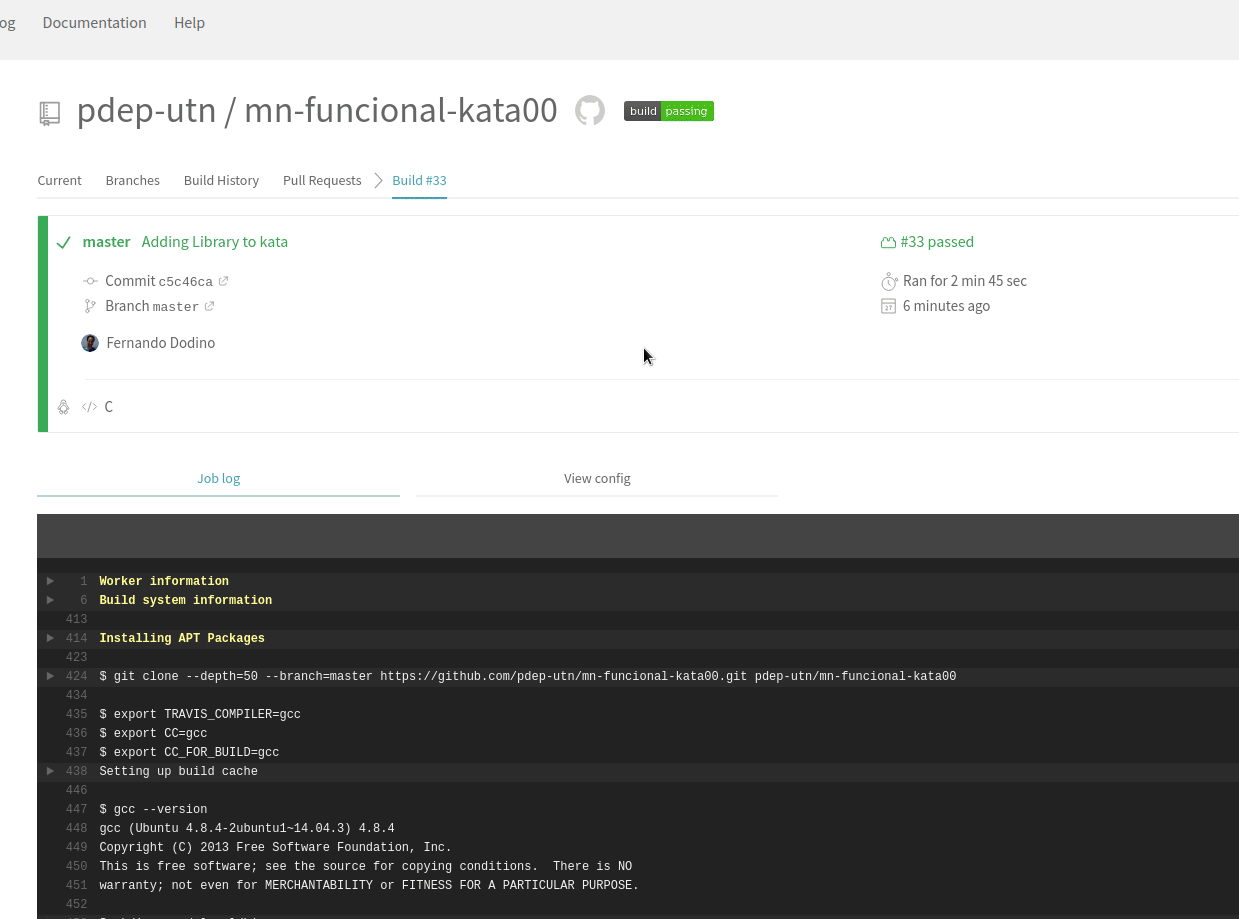 og Documentation Help
pdep-utn / mn-funcional-kata00 build passing
Current Branches Build History Pull Requests Build #33
master Adding Library to kata #33 passed
Commit c5c46ca Ran for 2 min 45 sec
Branch master 27 6 minutes ago
Fernando Dodino
</> C
Job log View config
1 Worker information
6 Build system information
413
414 Installing APT Packages
423
424 $ git clone --depth=50 --branch=master https://github.com/pdep-utn/mn-funcional-kata00.git pdep-utn/mn-funcional-kata00
434
435 $ export TRAVIS_COMPILER=gcc
436 $ export CC=gcc
437 $ export CC_FOR_BUILD=gcc
438 Setting up build cache
446
447 $ gcc --version
448 gcc (Ubuntu 4.8.4-2ubuntu1~14.04.3) 4.8.4
449 Copyright (C) 2013 Free Software Foundation, Inc.
450 This is free software; see the source for copying conditions.  There is NO
451 warranty; not even for MERCHANTABILITY or FITNESS FOR A PARTICULAR PURPOSE.
452